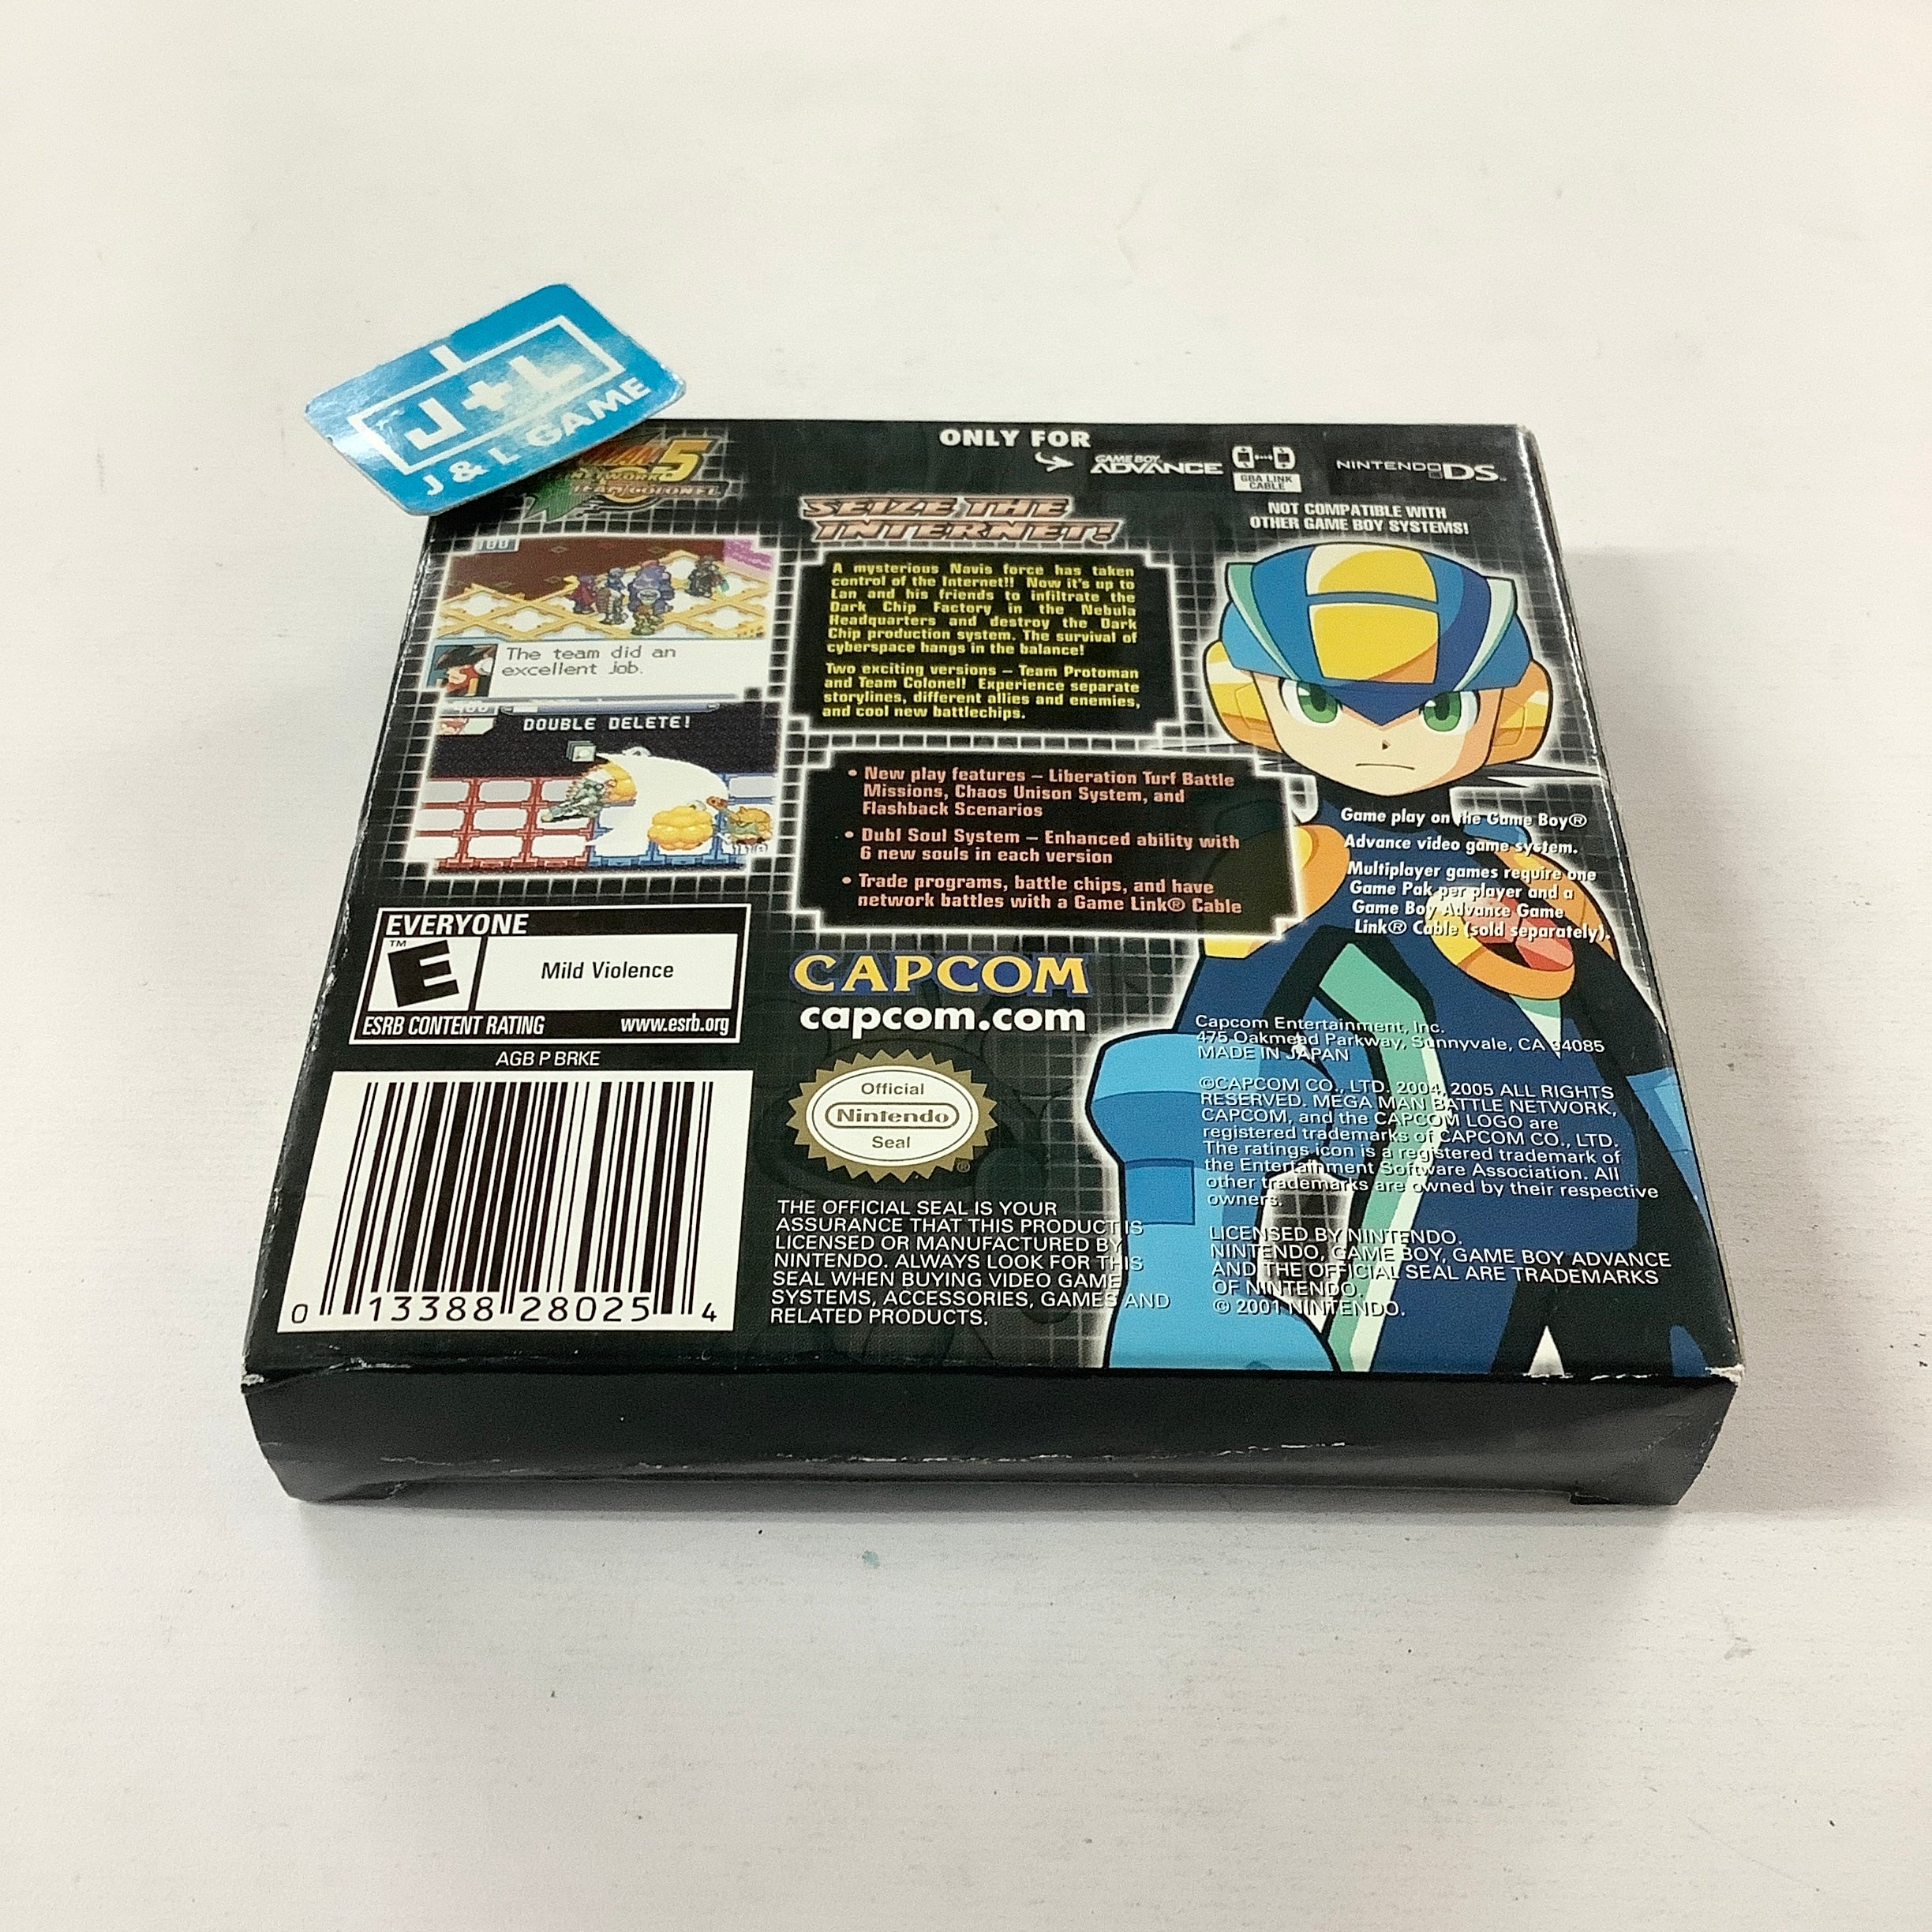 J+L
J & L GAME
5
NETWORK
TEAM COLONEL
ONLY FOR
GAME BOY
ADVANCE
GBA LINK
CABLE
NINTENDO DS
NOT COMPATIBLE WITH
OTHER GAME BOY SYSTEMS!
SEIZE THE
INTERNET!
100
The team did an
excellent job.
A mysterious Navis force has taken
control of the Internet!! Now it's up to
Lan and his friends to infiltrate the
Dark Chip Factory in the Nebula
Headquarters and destroy the Dark
Chip production system. The survival of
cyberspace hangs in the balance!
Two exciting versions – Team Protoman
and Team Colonel! Experience separate
storylines, different allies and enemies,
and cool new battlechips.
DOUBLE DELETE!
• New play features – Liberation Turf Battle
Missions, Chaos Unison System, and
Flashback Scenarios
• Dubl Soul System – Enhanced ability with
6 new souls in each version
• Trade programs, battle chips, and have
network battles with a Game Link® Cable
Game play on the Game Boy®
Advance video game system.
Multiplayer games require one
Game Pak per player and a
Game Boy Advance Game
Link® Cable (sold separately).
EVERYONE
E
™
Mild Violence
ESRB CONTENT RATING www.esrb.org
AGB P BRKE
0 13388 28025 4
CAPCOM
capcom.com
Official
Nintendo
Seal
®
THE OFFICIAL SEAL IS YOUR
ASSURANCE THAT THIS PRODUCT IS
LICENSED OR MANUFACTURED BY
NINTENDO. ALWAYS LOOK FOR THIS
SEAL WHEN BUYING VIDEO GAME
SYSTEMS, ACCESSORIES, GAMES AND
RELATED PRODUCTS.
Capcom Entertainment, Inc.
475 Oakmead Parkway, Sunnyvale, CA 94085
MADE IN JAPAN
©CAPCOM CO., LTD. 2004, 2005 ALL RIGHTS
RESERVED. MEGA MAN BATTLE NETWORK,
CAPCOM, and the CAPCOM LOGO are
registered trademarks of CAPCOM CO., LTD.
The ratings icon is a registered trademark of
the Entertainment Software Association. All
other trademarks are owned by their respective
owners.
LICENSED BY NINTENDO.
NINTENDO, GAME BOY, GAME BOY ADVANCE
AND THE OFFICIAL SEAL ARE TRADEMARKS
OF NINTENDO.
© 2001 NINTENDO.